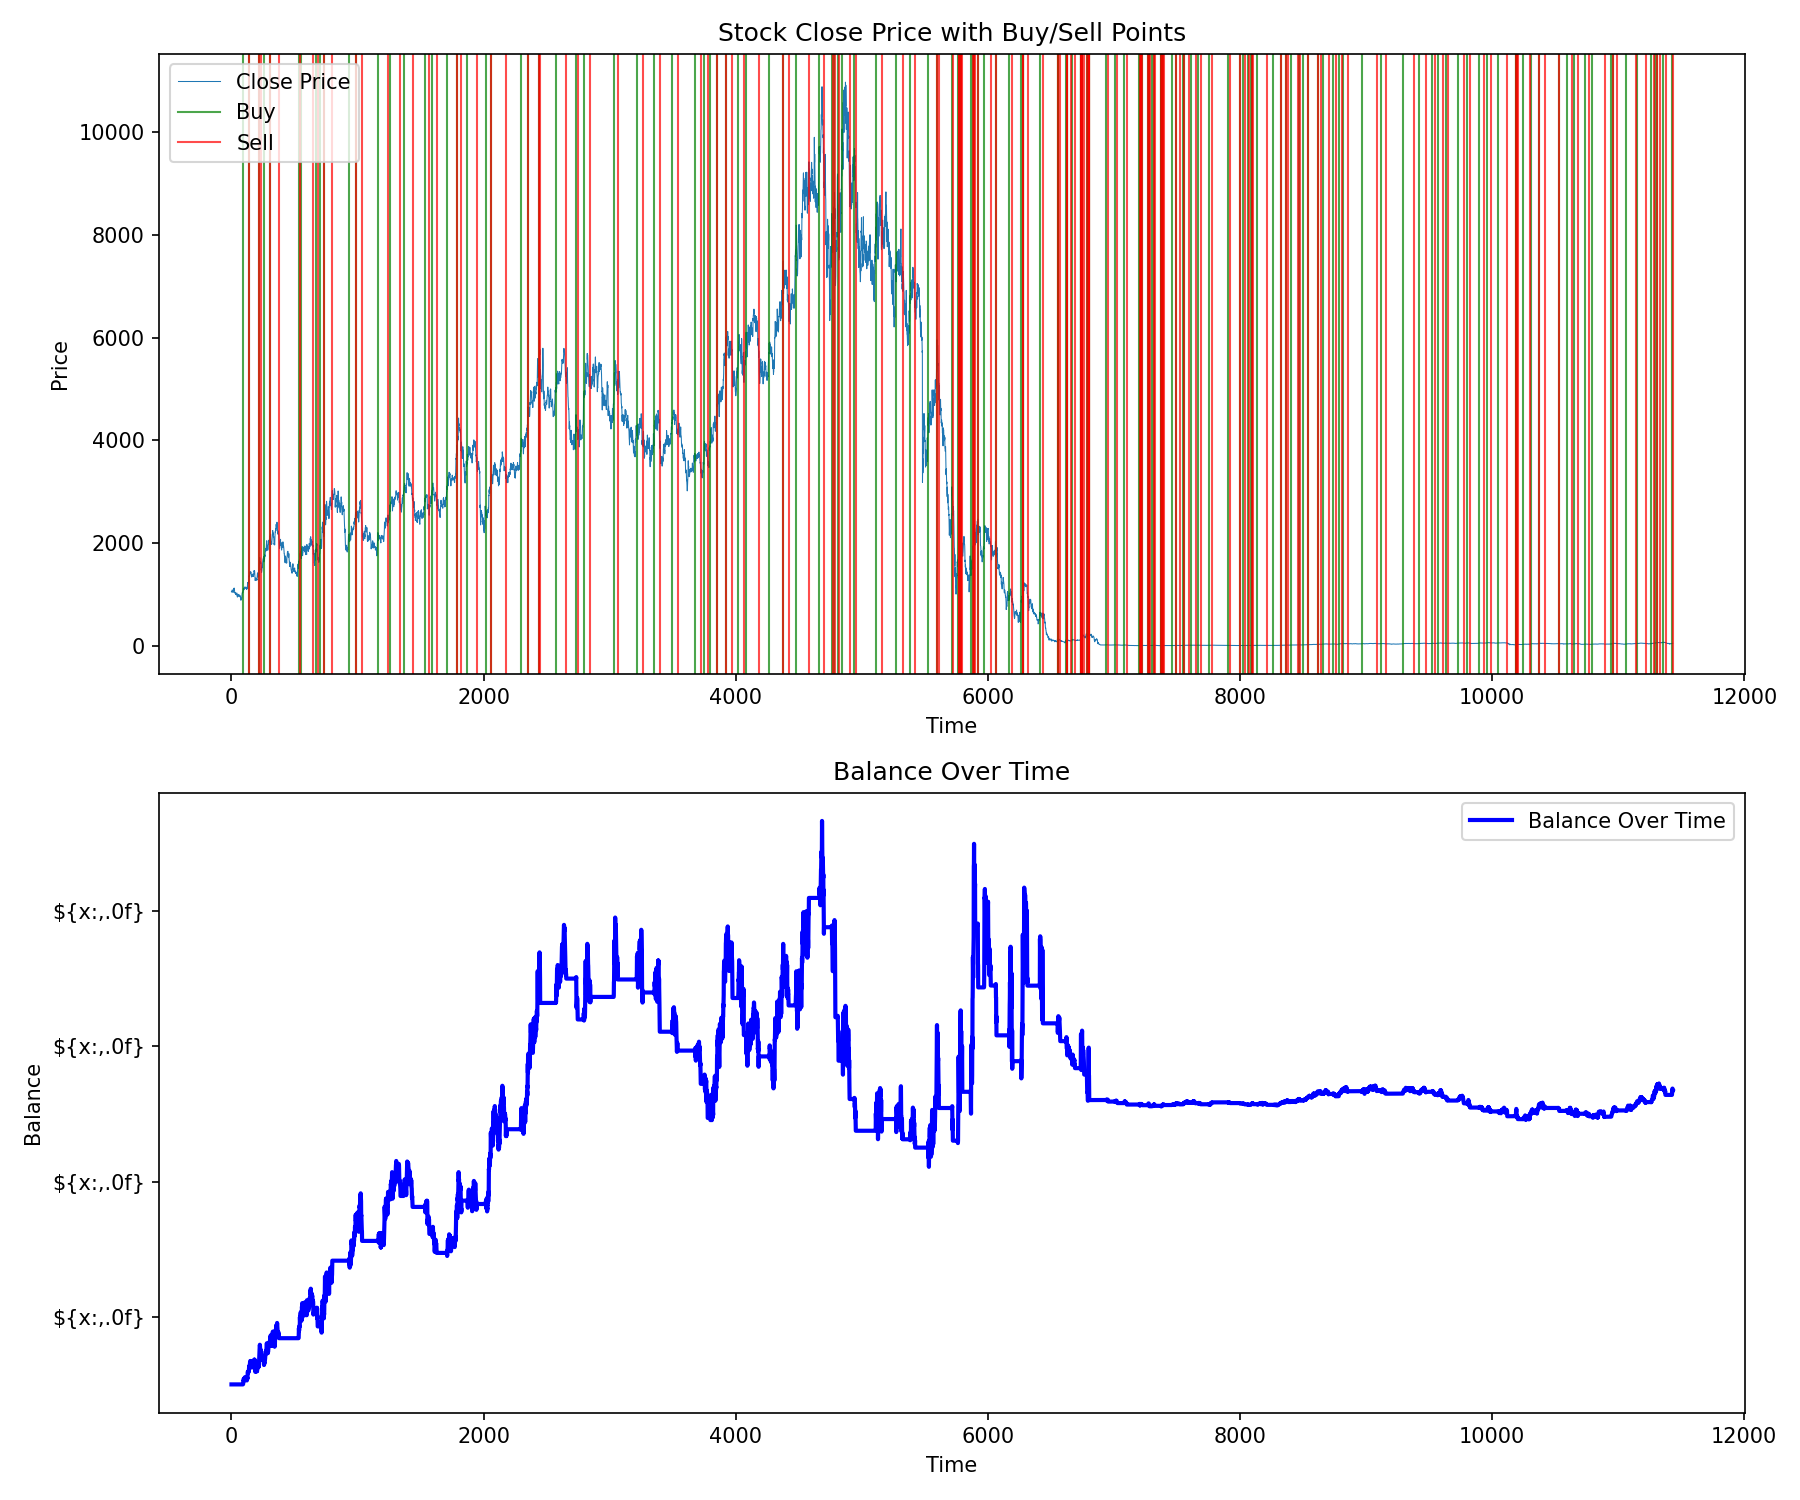 Stock Close Price with Buy/Sell Points
Close Price
Buy
Sell
10000
8000
6000
4000
2000
0
Price
0 2000 4000 6000 8000 10000 12000
Time
Balance Over Time
Balance Over Time
${x:,.0f}
${x:,.0f}
${x:,.0f}
${x:,.0f}
Balance
0 2000 4000 6000 8000 10000 12000
Time